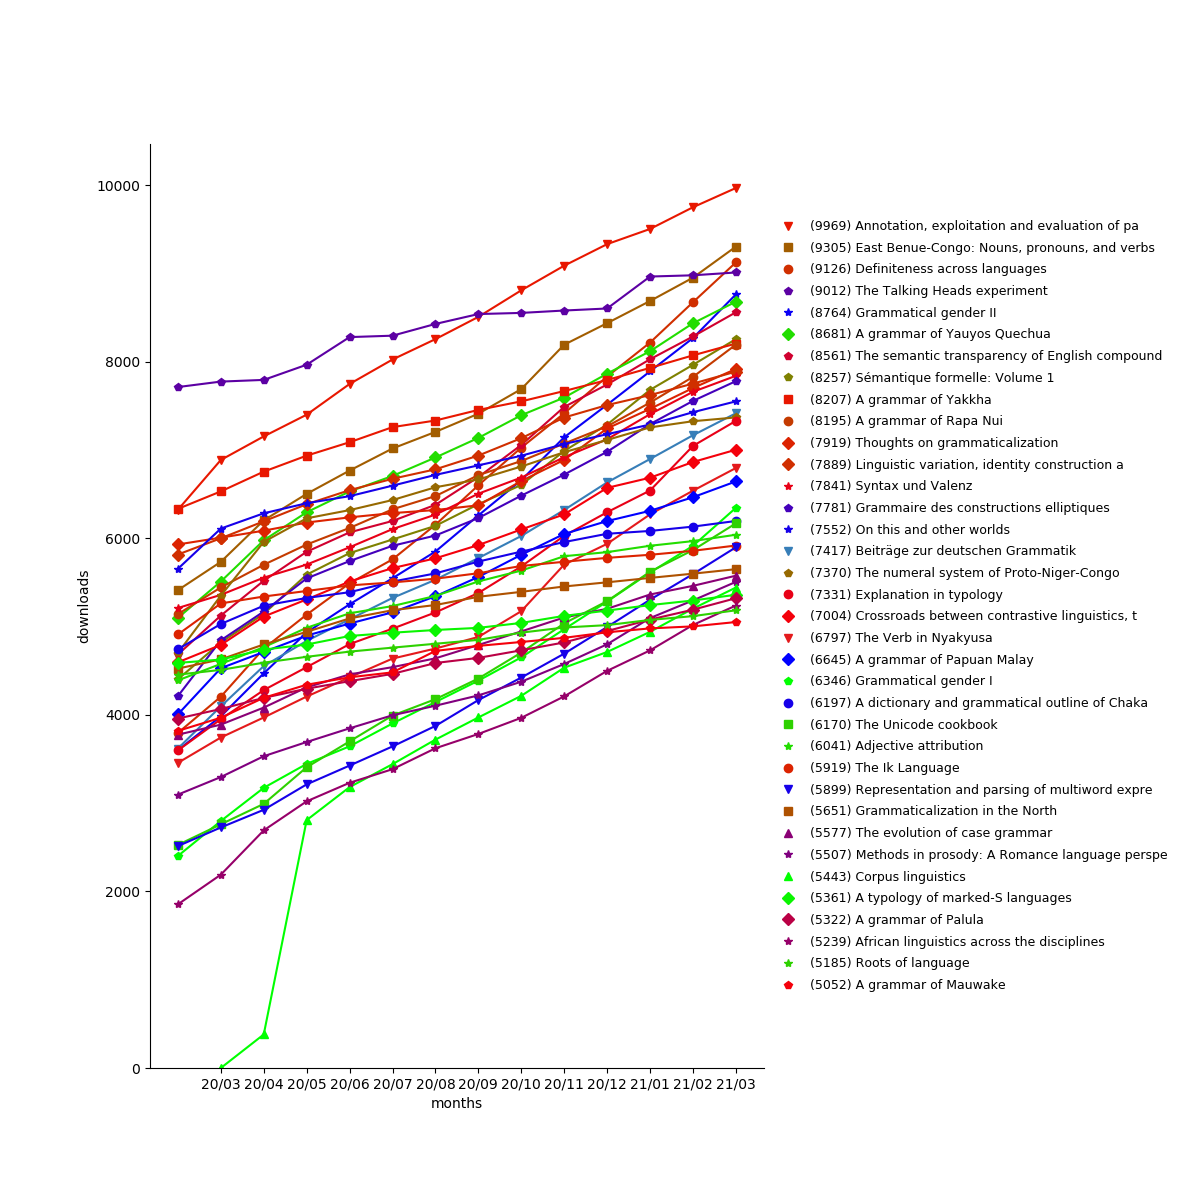 10000
8000
6000
4000
2000
0
downloads
20/03 20/04 20/05 20/06 20/07 20/08 20/09 20/10 20/11 20/12 21/01 21/02 21/03
months
(9969) Annotation, exploitation and evaluation of pa
(9305) East Benue-Congo: Nouns, pronouns, and verbs
(9126) Definiteness across languages
(9012) The Talking Heads experiment
(8764) Grammatical gender II
(8681) A grammar of Yauyos Quechua
(8561) The semantic transparency of English compound
(8257) Sémantique formelle: Volume 1
(8207) A grammar of Yakkha
(8195) A grammar of Rapa Nui
(7919) Thoughts on grammaticalization
(7889) Linguistic variation, identity construction a
(7841) Syntax und Valenz
(7781) Grammaire des constructions elliptiques
(7552) On this and other worlds
(7417) Beiträge zur deutschen Grammatik
(7370) The numeral system of Proto-Niger-Congo
(7331) Explanation in typology
(7004) Crossroads between contrastive linguistics, t
(6797) The Verb in Nyakyusa
(6645) A grammar of Papuan Malay
(6346) Grammatical gender I
(6197) A dictionary and grammatical outline of Chaka
(6170) The Unicode cookbook
(6041) Adjective attribution
(5919) The Ik Language
(5899) Representation and parsing of multiword expre
(5651) Grammaticalization in the North
(5577) The evolution of case grammar
(5507) Methods in prosody: A Romance language perspe
(5443) Corpus linguistics
(5361) A typology of marked-S languages
(5322) A grammar of Palula
(5239) African linguistics across the disciplines
(5185) Roots of language
(5052) A grammar of Mauwake